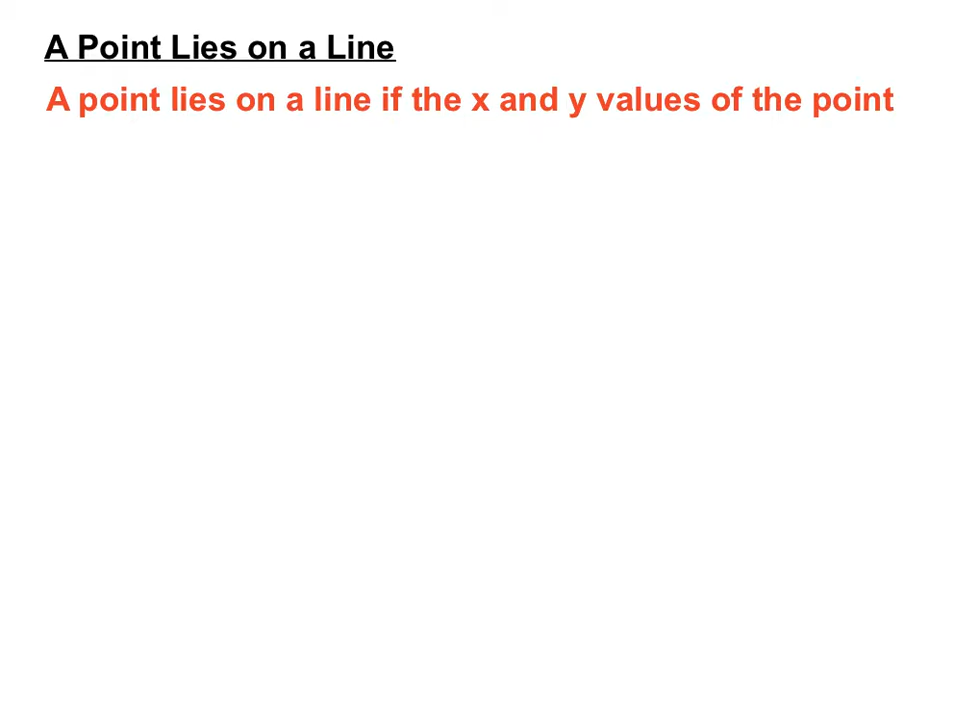 A Point Lies on a Line
A point lies on a line if the x and y values of the point